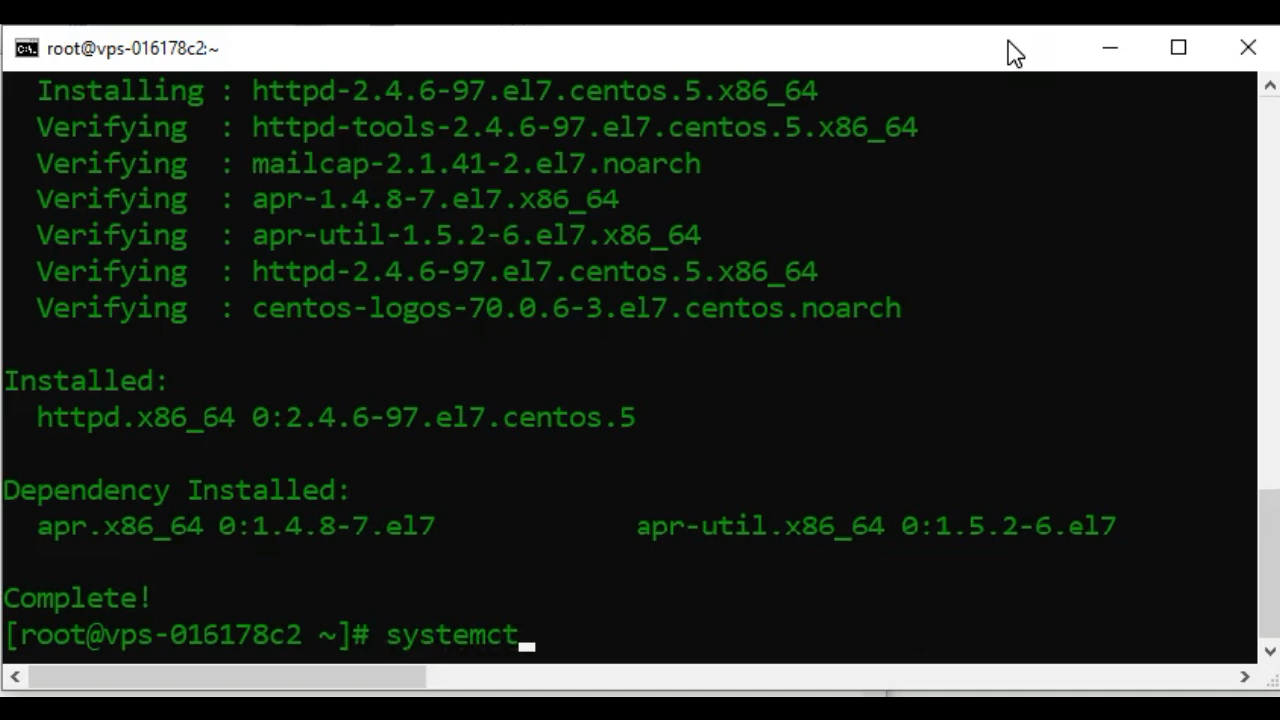 root@vps-016178c2:~
Installing : httpd-2.4.6-97.el7.centos.5.x86_64
Verifying : httpd-tools-2.4.6-97.el7.centos.5.x86_64
Verifying : mailcap-2.1.41-2.el7.noarch
Verifying : apr-1.4.8-7.el7.x86_64
Verifying : apr-util-1.5.2-6.el7.x86_64
Verifying : httpd-2.4.6-97.el7.centos.5.x86_64
Verifying : centos-logos-70.0.6-3.el7.centos.noarch
Installed:
httpd.x86_64 0:2.4.6-97.el7.centos.5
Dependency Installed:
apr.x86_64 0:1.4.8-7.el7 apr-util.x86_64 0:1.5.2-6.el7
Complete!
[root@vps-016178c2 ~]# systemct